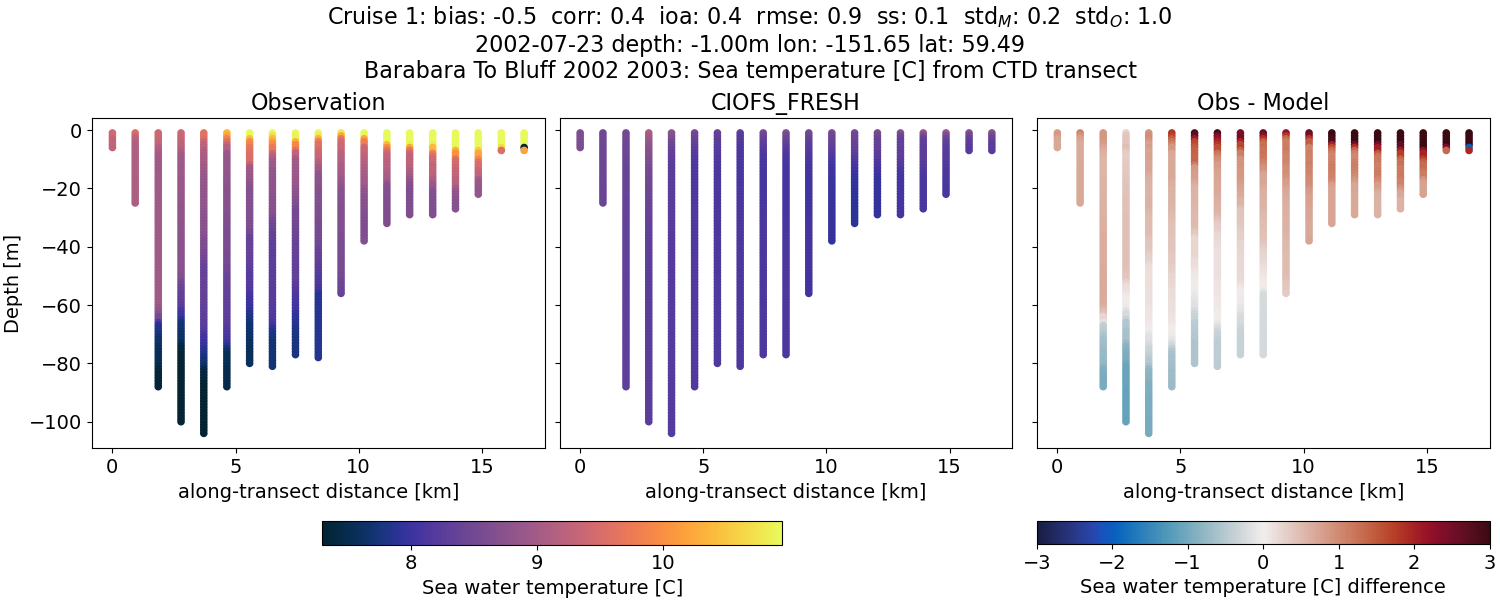 Cruise 1: bias: -0.5 corr: 0.4 ioa: 0.4 rmse: 0.9 ss: 0.1 std_M: 0.2 std_O: 1.0
2002-07-23 depth: -1.00m lon: -151.65 lat: 59.49
Barabara To Bluff 2002 2003: Sea temperature [C] from CTD transect
Observation
CIOFS_FRESH
Obs - Model
Depth [m]
0
−20
−40
−60
−80
−100
0 5 10 15
0 5 10 15
0 5 10 15
along-transect distance [km]
along-transect distance [km]
along-transect distance [km]
8 9 10
Sea water temperature [C]
−3 −2 −1 0 1 2 3
Sea water temperature [C] difference